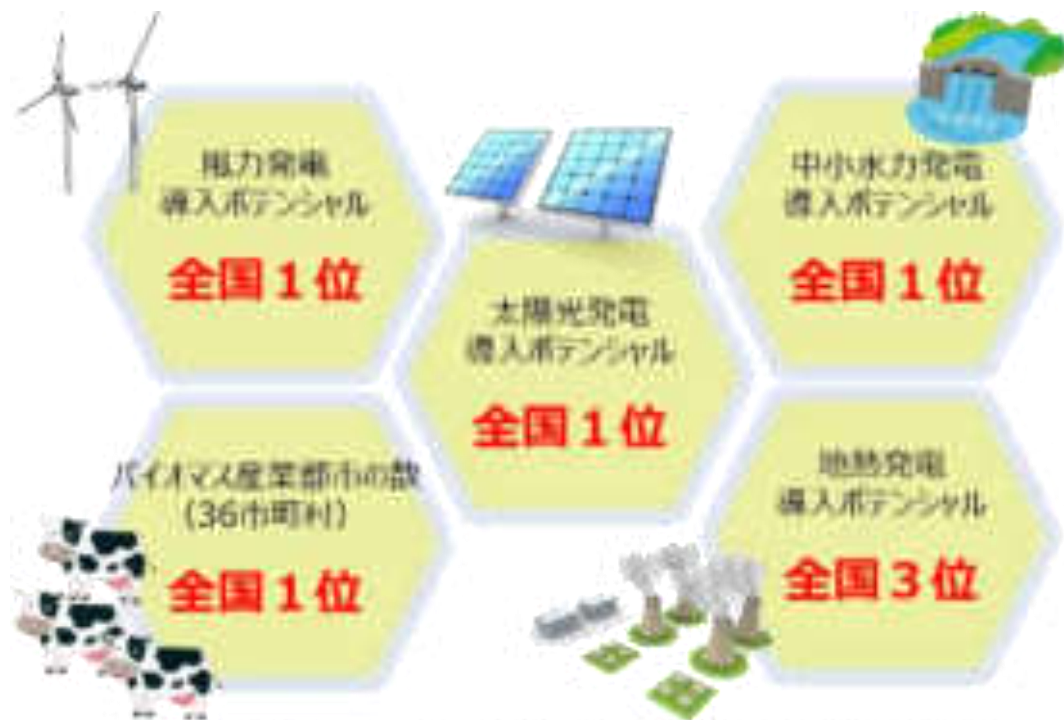 風力発電
導入ポテンシャル
全国1位
中小水力発電
導入ポテンシャル
全国1位
太陽光発電
導入ポテンシャル
全国1位
バイオマス産業都市の数
(36市町村)
全国1位
地熱発電
導入ポテンシャル
全国3位